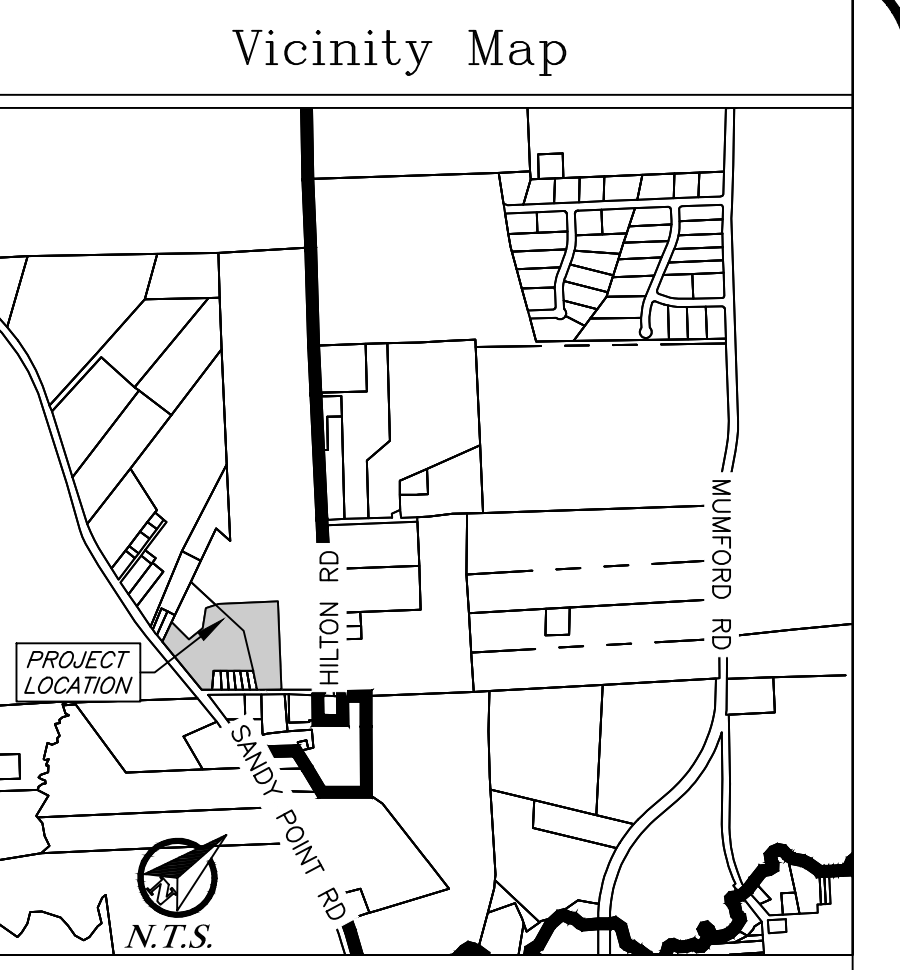 Vicinity Map
MUMFORD RD
HILTON RD
PROJECT
LOCATION
SANDY POINT RD
N
N.T.S.